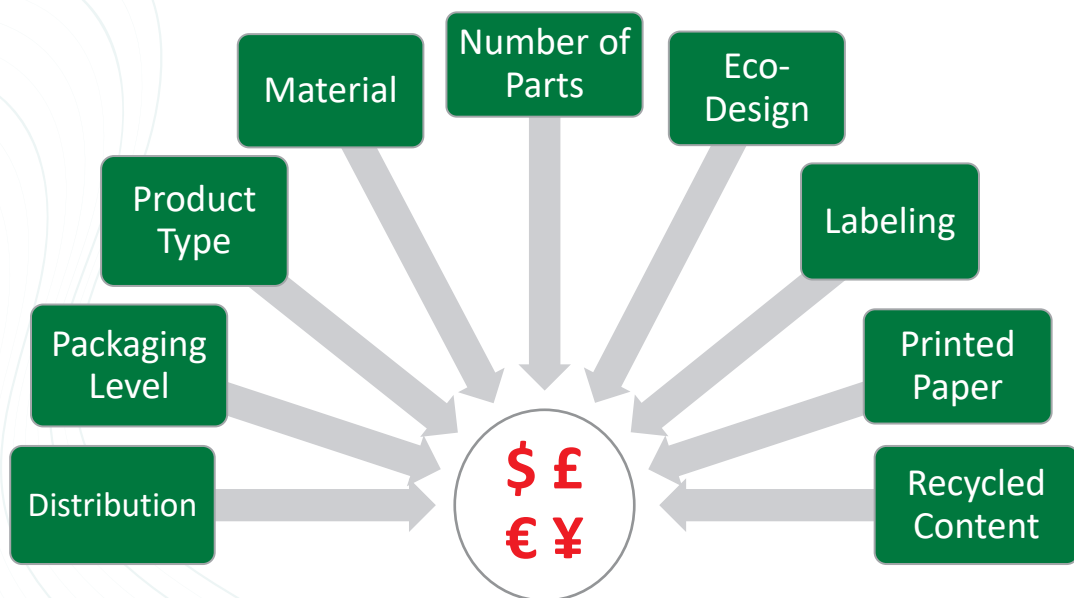 Distribution
Packaging
Level
Product
Type
Material
Number of
Parts
Eco-
Design
Labeling
Printed
Paper
Recycled
Content
$ £
€ ¥